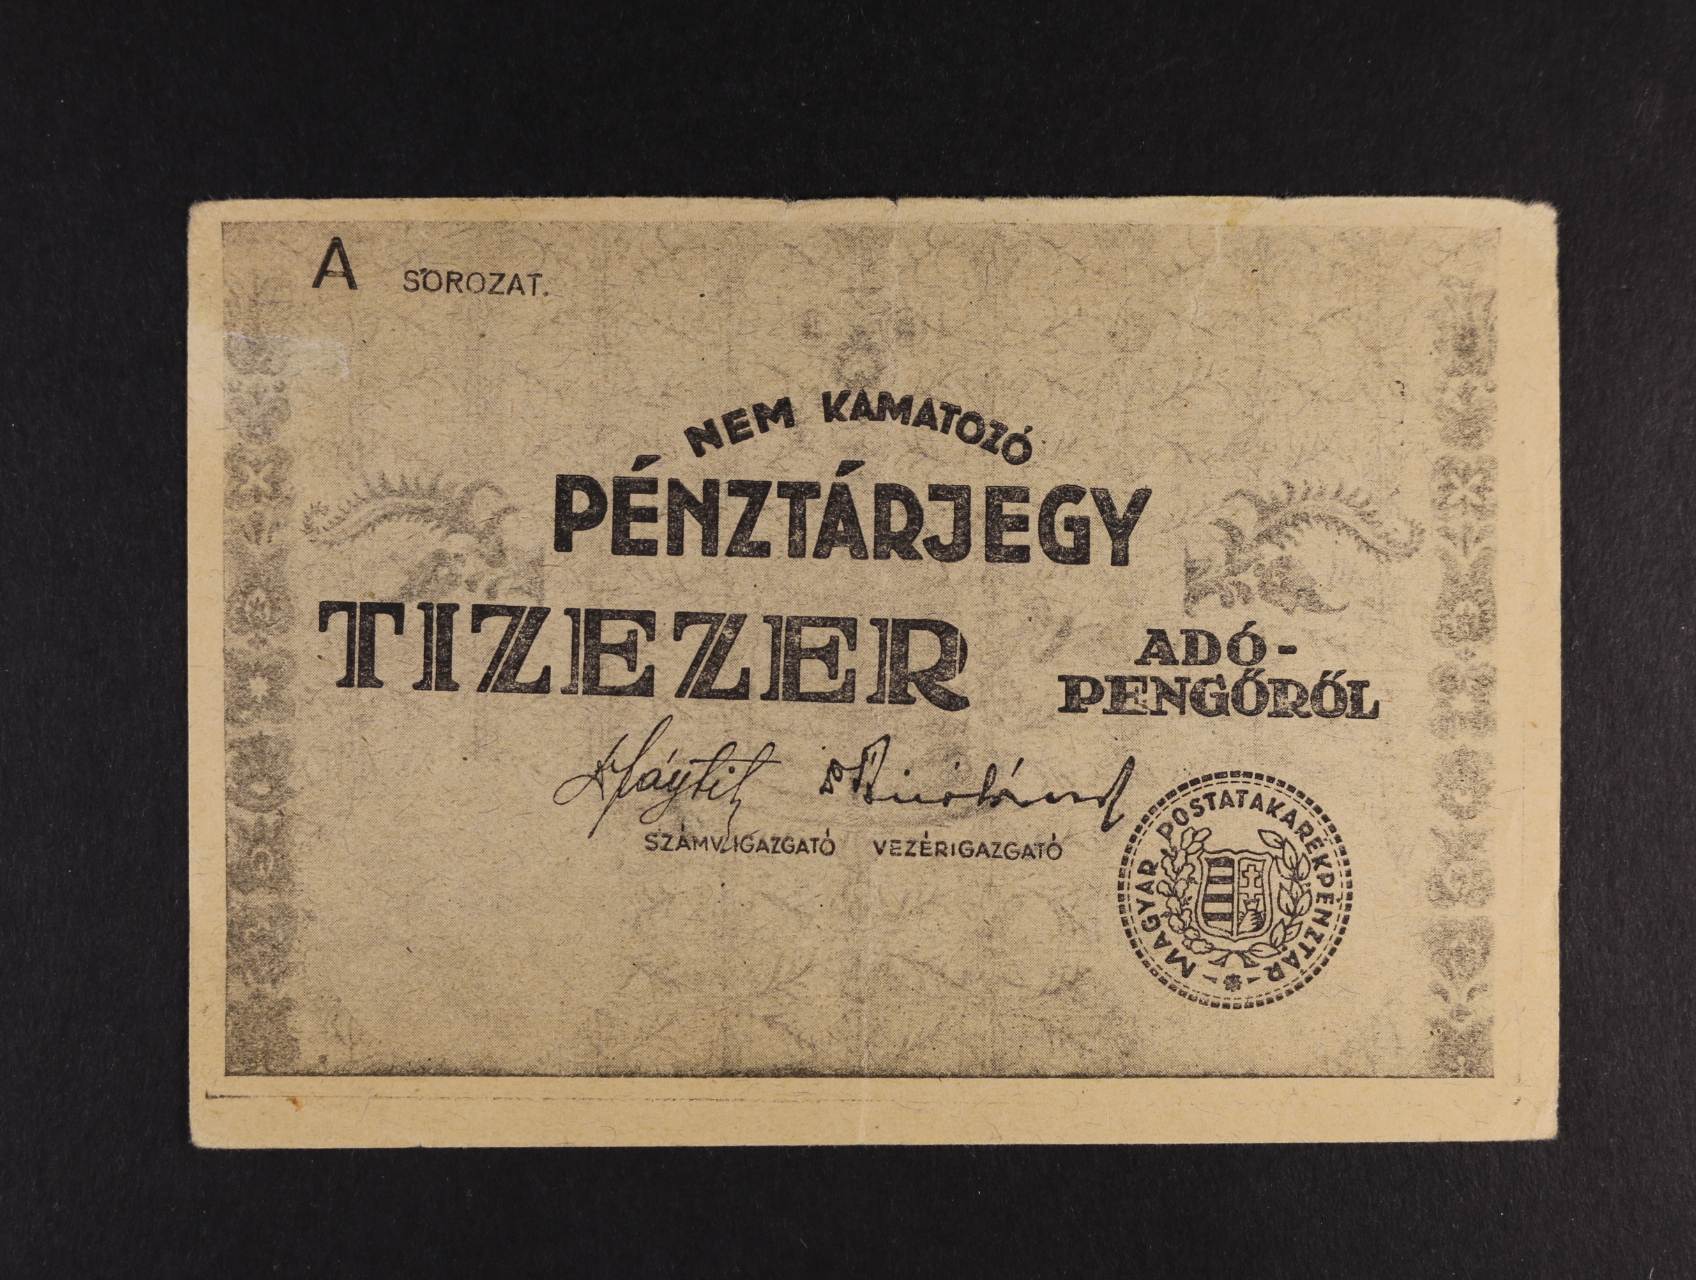 A SOROZAT.
NEM KAMATOZÓ
PÉNZTÁRJEGY
TIZEZER ADÓ-
PENGŐRŐL
SZÁMV.IGAZGATÓ VEZÉRIGAZGATÓ
MAGYAR POSTATAKARÉKPÉNZTÁR